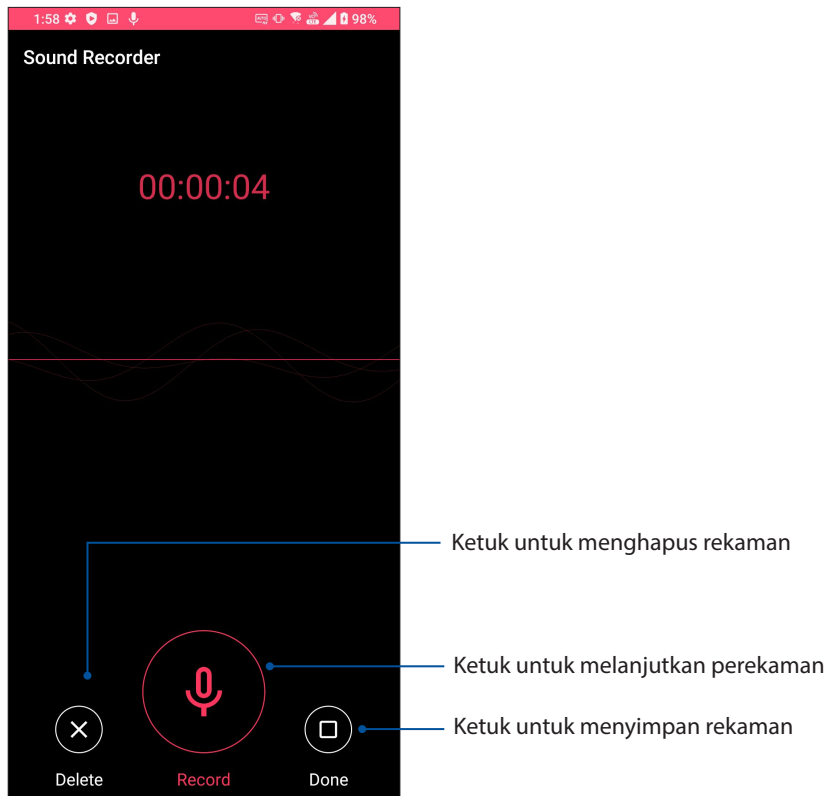 1:58 98%
Sound Recorder
00:00:04
Ketuk untuk menghapus rekaman
Ketuk untuk melanjutkan perekaman
Ketuk untuk menyimpan rekaman
Delete Record Done